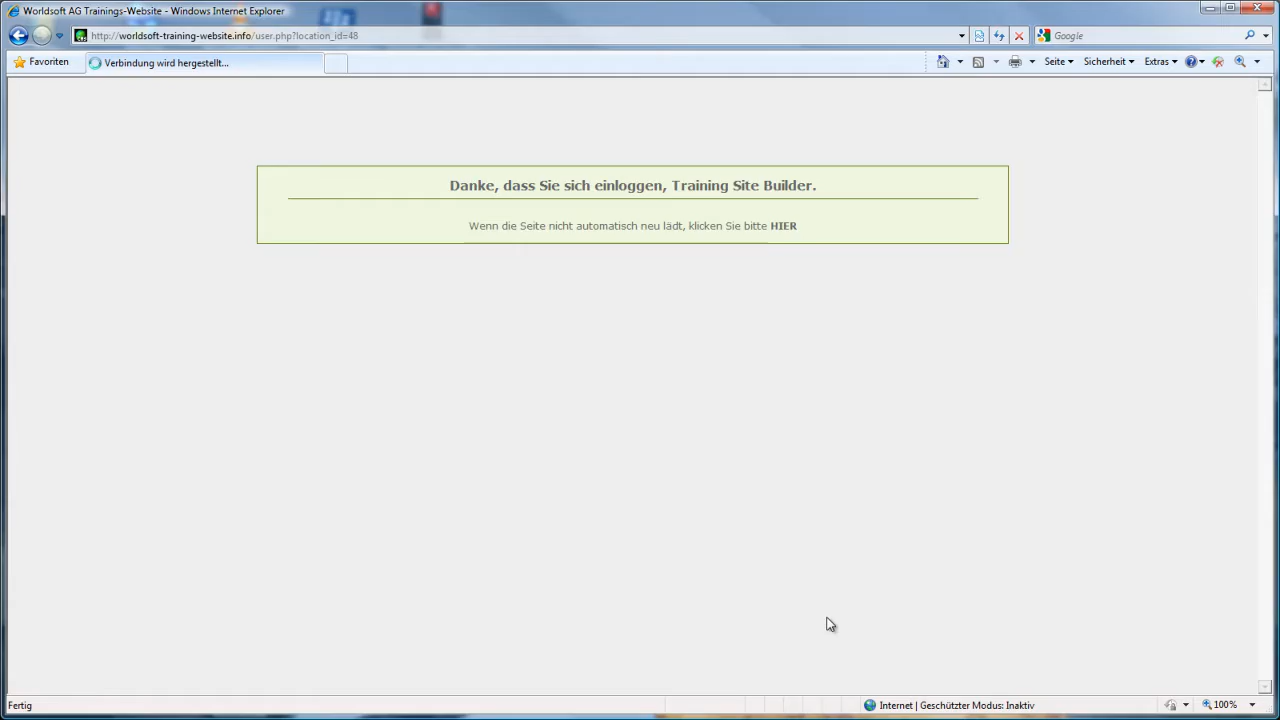 Worldsoft AG Trainings-Website - Windows Internet Explorer
http://worldsoft-training-website.info/user.php?location_id=48
Google
Favoriten
Verbindung wird hergestellt...
Seite
Sicherheit
Extras
Danke, dass Sie sich einloggen, Training Site Builder.
Wenn die Seite nicht automatisch neu lädt, klicken Sie bitte HIER
Fertig
Internet | Geschützter Modus: Inaktiv
100%